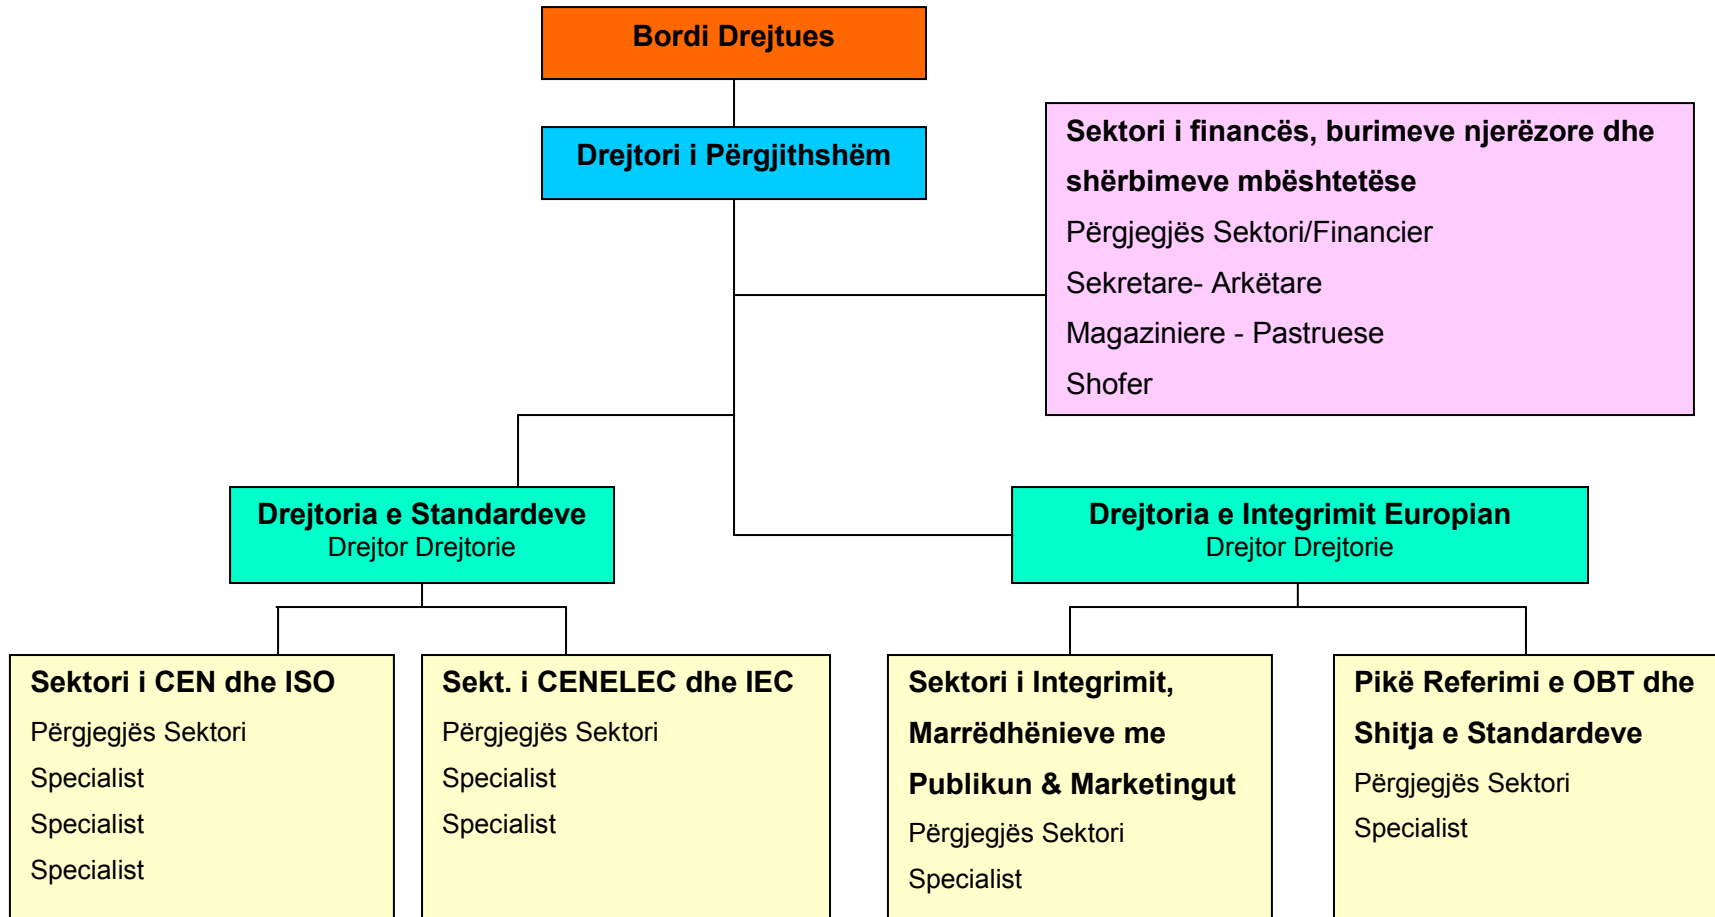 Bordi Drejtues
Drejtori i Përgjithshëm
Sektori i financës, burimeve njerëzore dhe
shërbimeve mbështetëse
Përgjegjës Sektori/Financier
Sekretare- Arkëtare
Magaziniere - Pastruese
Shofer
Drejtoria e Standardeve
Drejtor Drejtorie
Drejtoria e Integrimit Europian
Drejtor Drejtorie
Sektori i CEN dhe ISO
Përgjegjës Sektori
Specialist
Specialist
Specialist
Sekt. i CENELEC dhe IEC
Përgjegjës Sektori
Specialist
Specialist
Sektori i Integrimit,
Marrëdhënieve me
Publikun & Marketingut
Përgjegjës Sektori
Specialist
Pikë Referimi e OBT dhe
Shitja e Standardeve
Përgjegjës Sektori
Specialist